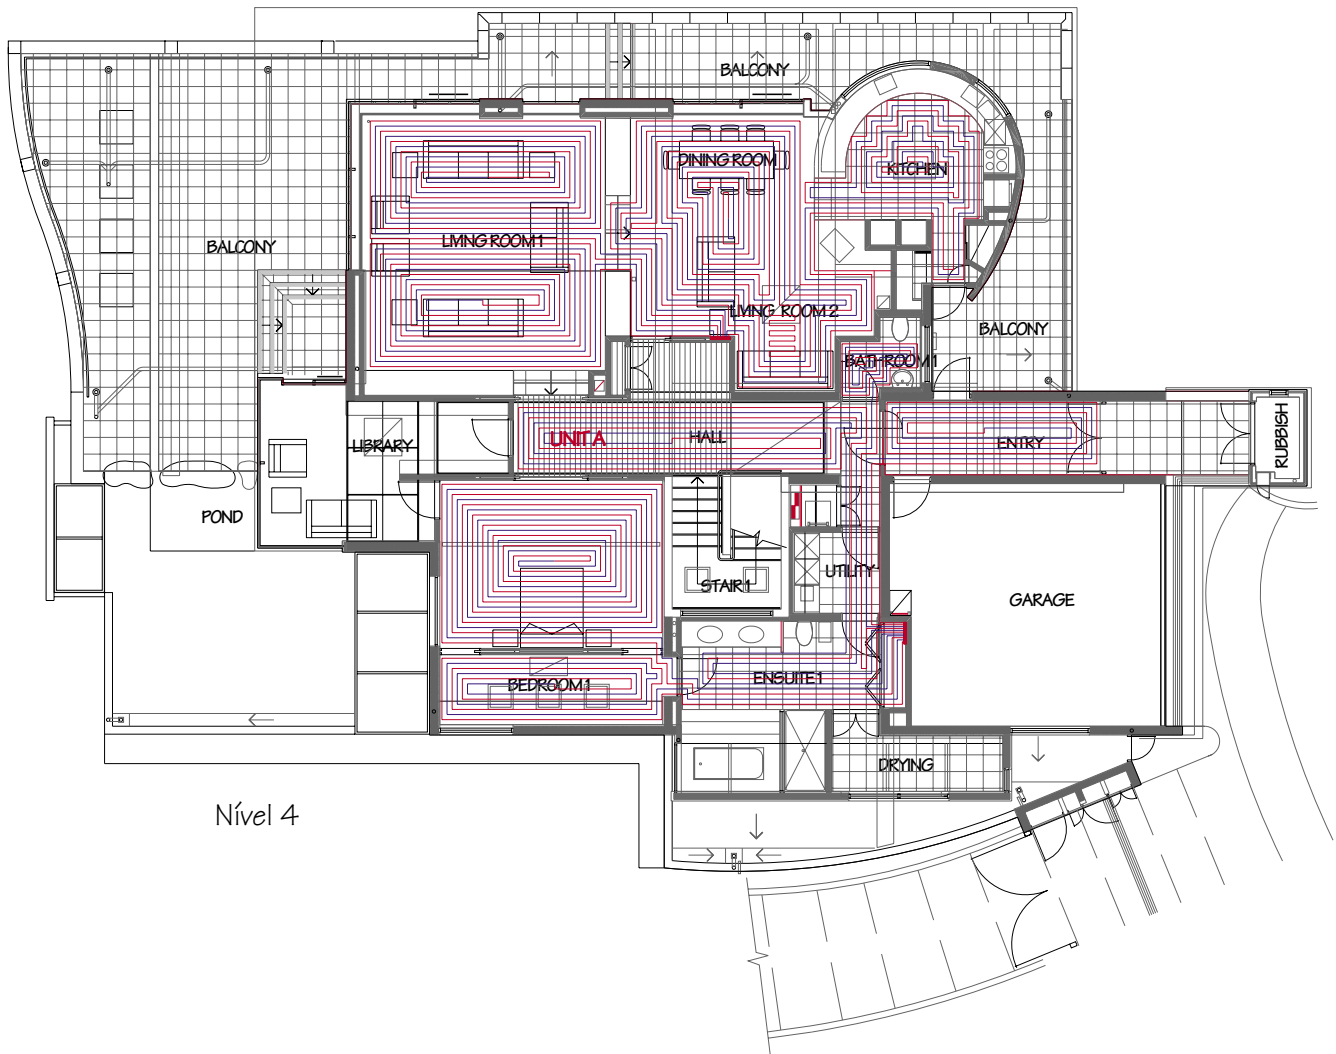 BALCONY
DINING ROOM
KITCHEN
BALCONY
LIVING ROOM 1
LIVING ROOM 2
BALCONY
BATHROOM 1
LIBRARY
UNIT A
HALL
ENTRY
RUBBISH
POND
STAIR 1
UTILITY
GARAGE
BEDROOM 1
ENSUITE 1
DRYING
Nível 4